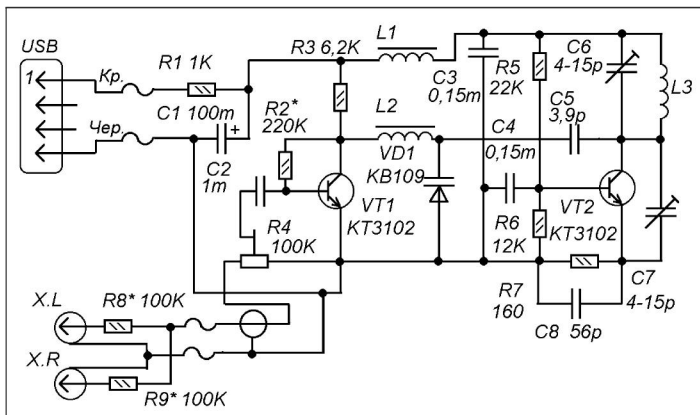 USB
1
Кр.
Чер.
R1 1K
C1 100m
C2
1m
R2*
220K
R3 6,2K
R4
100K
L1
L2
VD1
KB109
VT1
KT3102
C3
0,15m
C4
0,15m
R5
22K
R6
12K
R7
160
C5
3,9p
C6
4-15p
L3
VT2
KT3102
C7
4-15p
C8 56p
X.L
R8* 100K
X.R
R9* 100K